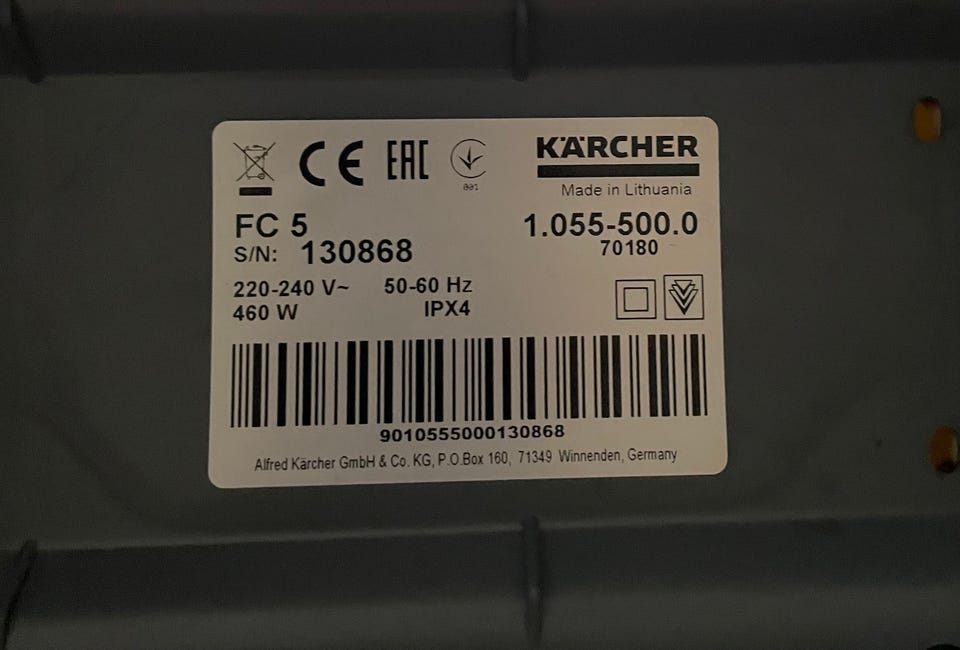 CE EAC
001
KÄRCHER
Made in Lithuania
FC 5
1.055-500.0
S/N: 130868
70180
220-240 V~ 50-60 Hz
460 W IPX4
9010555000130868
Alfred Kärcher GmbH & Co. KG, P.O.Box 160, 71349 Winnenden, Germany